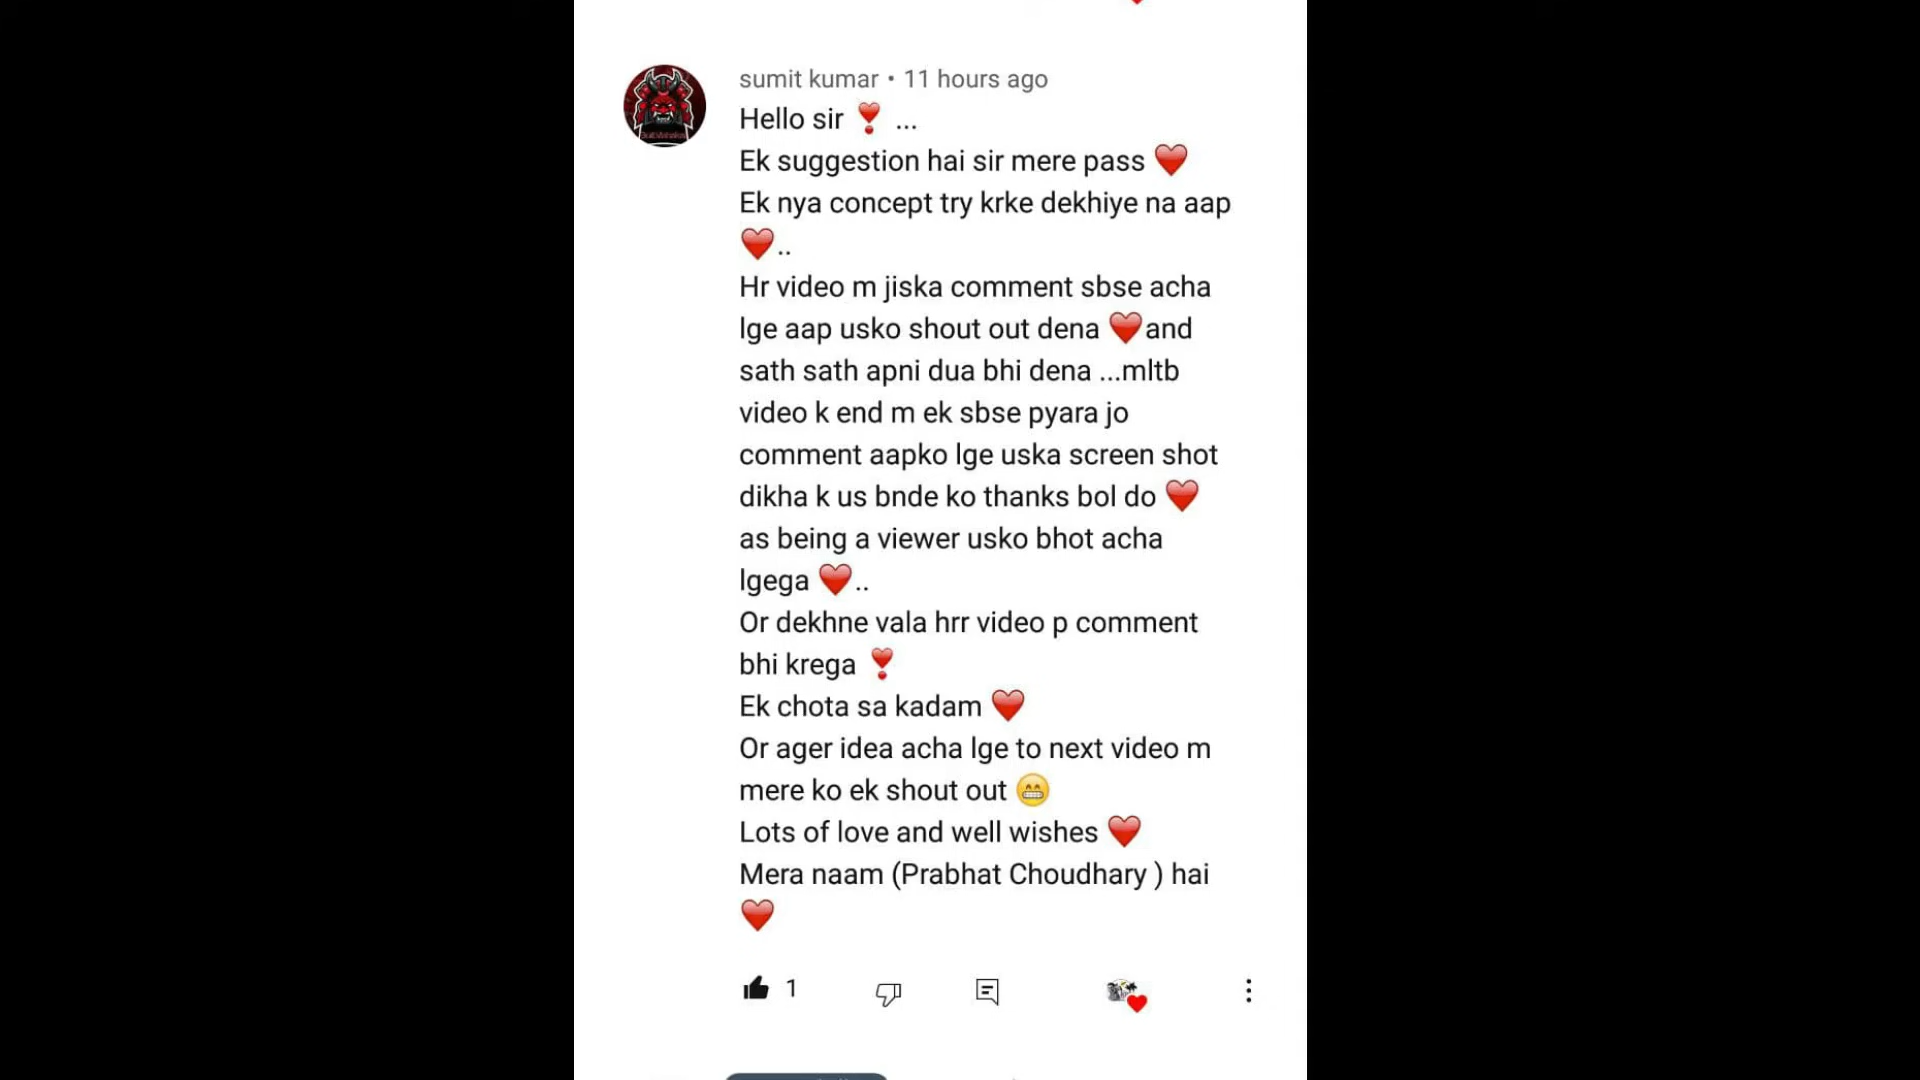 sumit kumar • 11 hours ago
Hello sir ❣️ ...
Ek suggestion hai sir mere pass ❤️
Ek nya concept try krke dekhiye na aap
❤️..
Hr video m jiska comment sbse acha
lge aap usko shout out dena ❤️and
sath sath apni dua bhi dena ...mltb
video k end m ek sbse pyara jo
comment aapko lge uska screen shot
dikha k us bnde ko thanks bol do ❤️
as being a viewer usko bhot acha
lgega ❤️..
Or dekhne vala hrr video p comment
bhi krega ❣️
Ek chota sa kadam ❤️
Or ager idea acha lge to next video m
mere ko ek shout out 😁
Lots of love and well wishes ❤️
Mera naam (Prabhat Choudhary ) hai
❤️
1